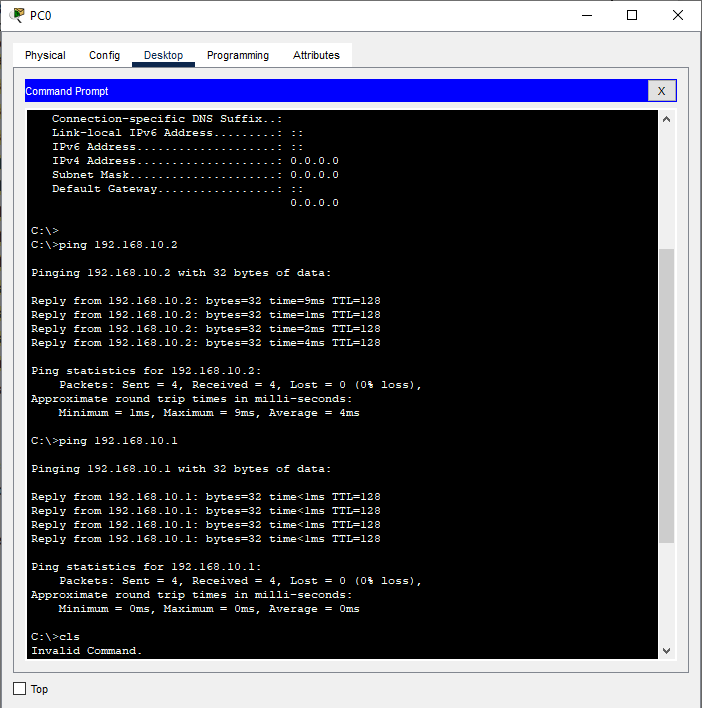 PC0
Physical Config Desktop Programming Attributes
Command Prompt X
Connection-specific DNS Suffix..:
Link-local IPv6 Address.........: ::
IPv6 Address....................: ::
IPv4 Address....................: 0.0.0.0
Subnet Mask.....................: 0.0.0.0
Default Gateway.................: ::
0.0.0.0
C:\>
C:\>ping 192.168.10.2
Pinging 192.168.10.2 with 32 bytes of data:
Reply from 192.168.10.2: bytes=32 time=9ms TTL=128
Reply from 192.168.10.2: bytes=32 time=1ms TTL=128
Reply from 192.168.10.2: bytes=32 time=2ms TTL=128
Reply from 192.168.10.2: bytes=32 time=4ms TTL=128
Ping statistics for 192.168.10.2:
Packets: Sent = 4, Received = 4, Lost = 0 (0% loss),
Approximate round trip times in milli-seconds:
Minimum = 1ms, Maximum = 9ms, Average = 4ms
C:\>ping 192.168.10.1
Pinging 192.168.10.1 with 32 bytes of data:
Reply from 192.168.10.1: bytes=32 time<1ms TTL=128
Reply from 192.168.10.1: bytes=32 time<1ms TTL=128
Reply from 192.168.10.1: bytes=32 time<1ms TTL=128
Reply from 192.168.10.1: bytes=32 time<1ms TTL=128
Ping statistics for 192.168.10.1:
Packets: Sent = 4, Received = 4, Lost = 0 (0% loss),
Approximate round trip times in milli-seconds:
Minimum = 0ms, Maximum = 0ms, Average = 0ms
C:\>cls
Invalid Command.
Top